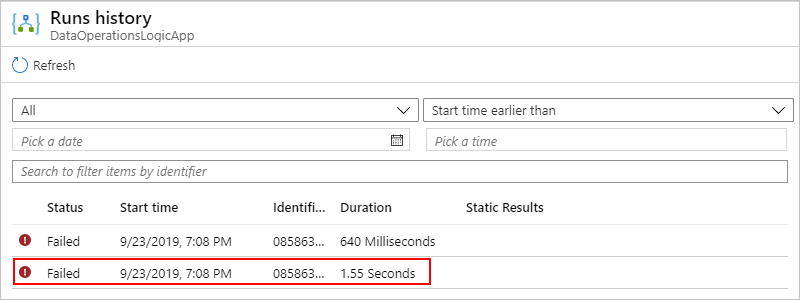 Runs history
DataOperationsLogicApp
Refresh
All Start time earlier than
Pick a date Pick a time
Search to filter items by identifier
Status Start time Identifi... Duration Static Results
Failed 9/23/2019, 7:08 PM 085863... 640 Milliseconds
Failed 9/23/2019, 7:08 PM 085863... 1.55 Seconds